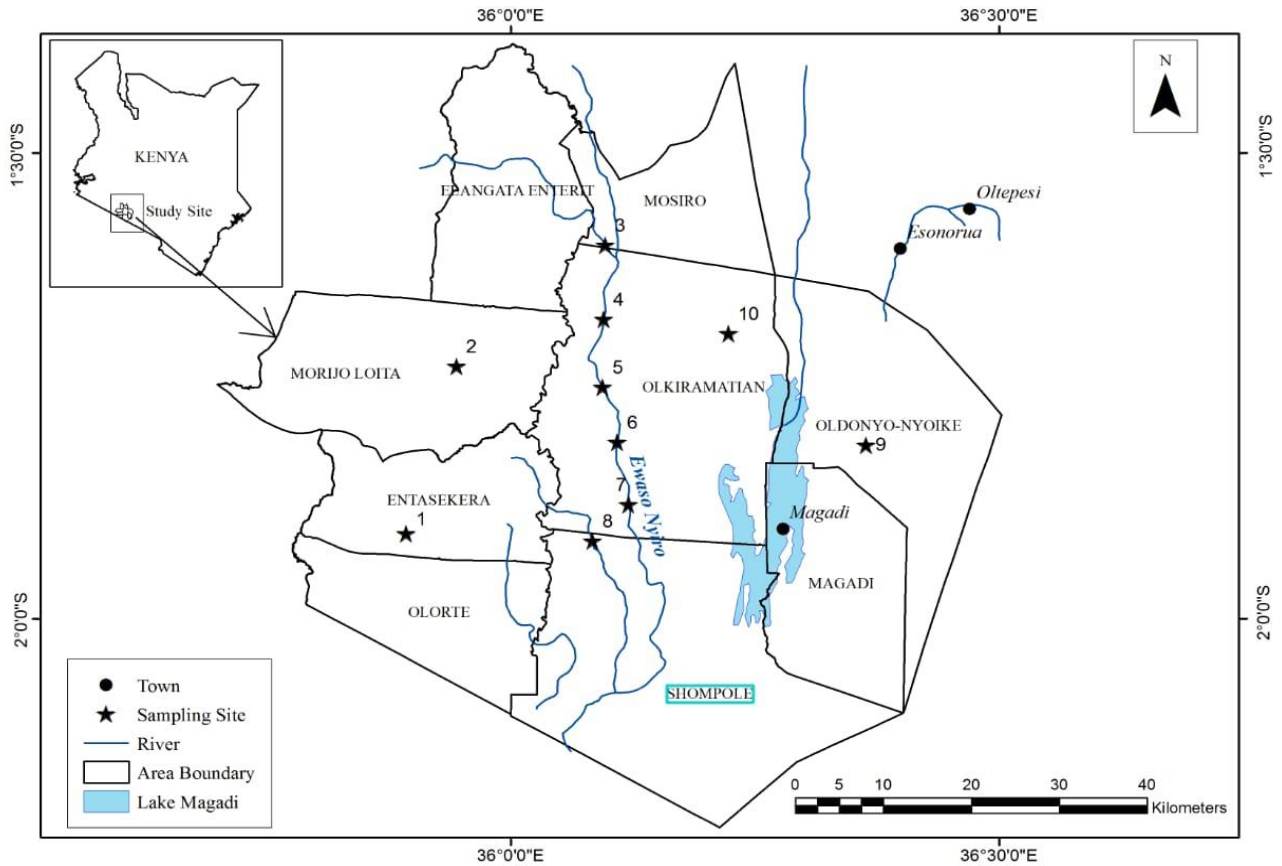 36°0'0"E
36°30'0"E
N
1°30'0"S
1°30'0"S
KENYA
Study Site
ELANGATA ENTERIT
MOSIRO
Oltepesi
Esonorua
3
4
10
2
MORIJO LOITA
5
OLKIRAMATIAN
6
OLDONYO-NYOIKE
9
Ewaso Nyiro
7
ENTASEKERA
1
8
Magadi
MAGADI
OLORTE
2°0'0"S
2°0'0"S
SHOMPOLE
Town
Sampling Site
River
Area Boundary
Lake Magadi
0 5 10 20 30 40
Kilometers
36°0'0"E
36°30'0"E